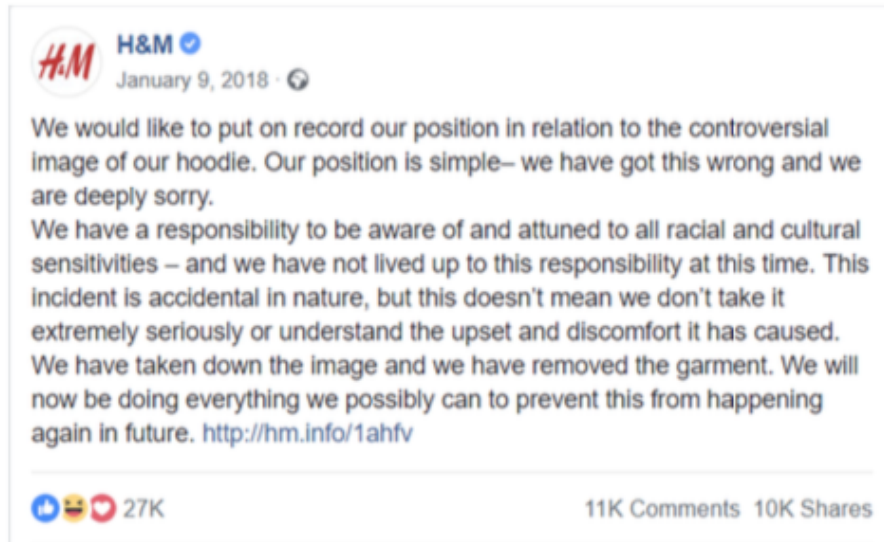 H&M
H&M
January 9, 2018 ·
We would like to put on record our position in relation to the controversial
image of our hoodie. Our position is simple– we have got this wrong and we
are deeply sorry.
We have a responsibility to be aware of and attuned to all racial and cultural
sensitivities – and we have not lived up to this responsibility at this time. This
incident is accidental in nature, but this doesn't mean we don't take it
extremely seriously or understand the upset and discomfort it has caused.
We have taken down the image and we have removed the garment. We will
now be doing everything we possibly can to prevent this from happening
again in future. http://hm.info/1ahfv
27K 11K Comments 10K Shares